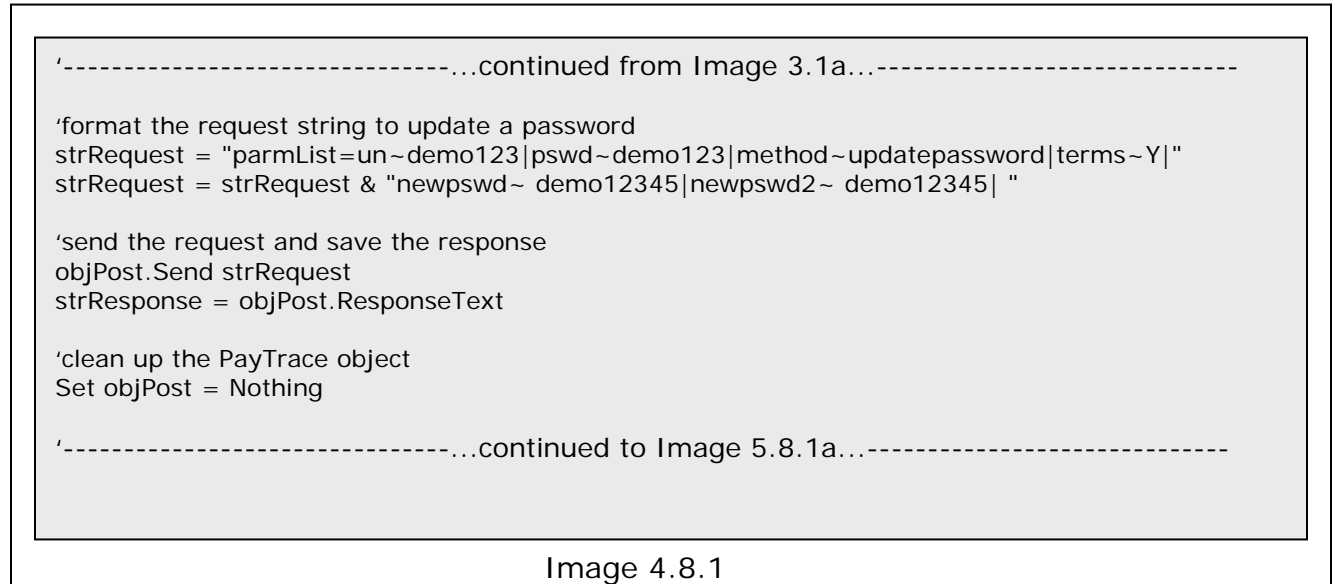 ‘--------------------------------...continued from Image 3.1a...------------------------------
‘format the request string to update a password
strRequest = "parmList=un~demo123|pswd~demo123|method~updatepassword|terms~Y|"
strRequest = strRequest & "newpswd~ demo12345|newpswd2~ demo12345| "
‘send the request and save the response
objPost.Send strRequest
strResponse = objPost.ResponseText
‘clean up the PayTrace object
Set objPost = Nothing
‘--------------------------------...continued to Image 5.8.1a...------------------------------
Image 4.8.1